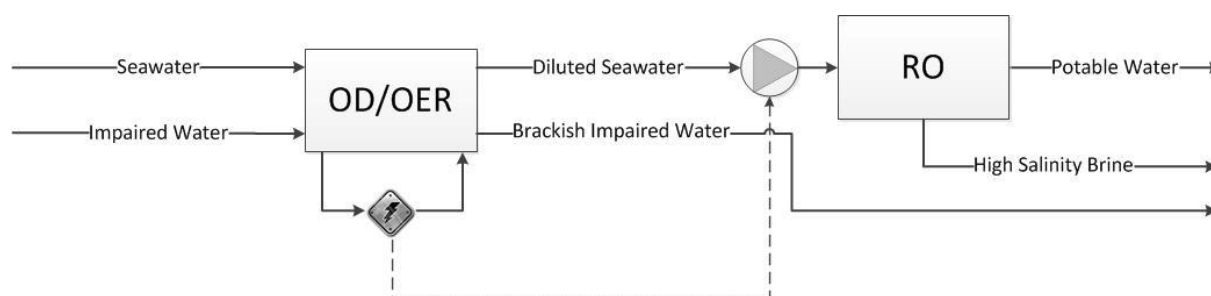 Seawater
Impaired Water
OD/OER
Diluted Seawater
Brackish Impaired Water
RO
Potable Water
High Salinity Brine